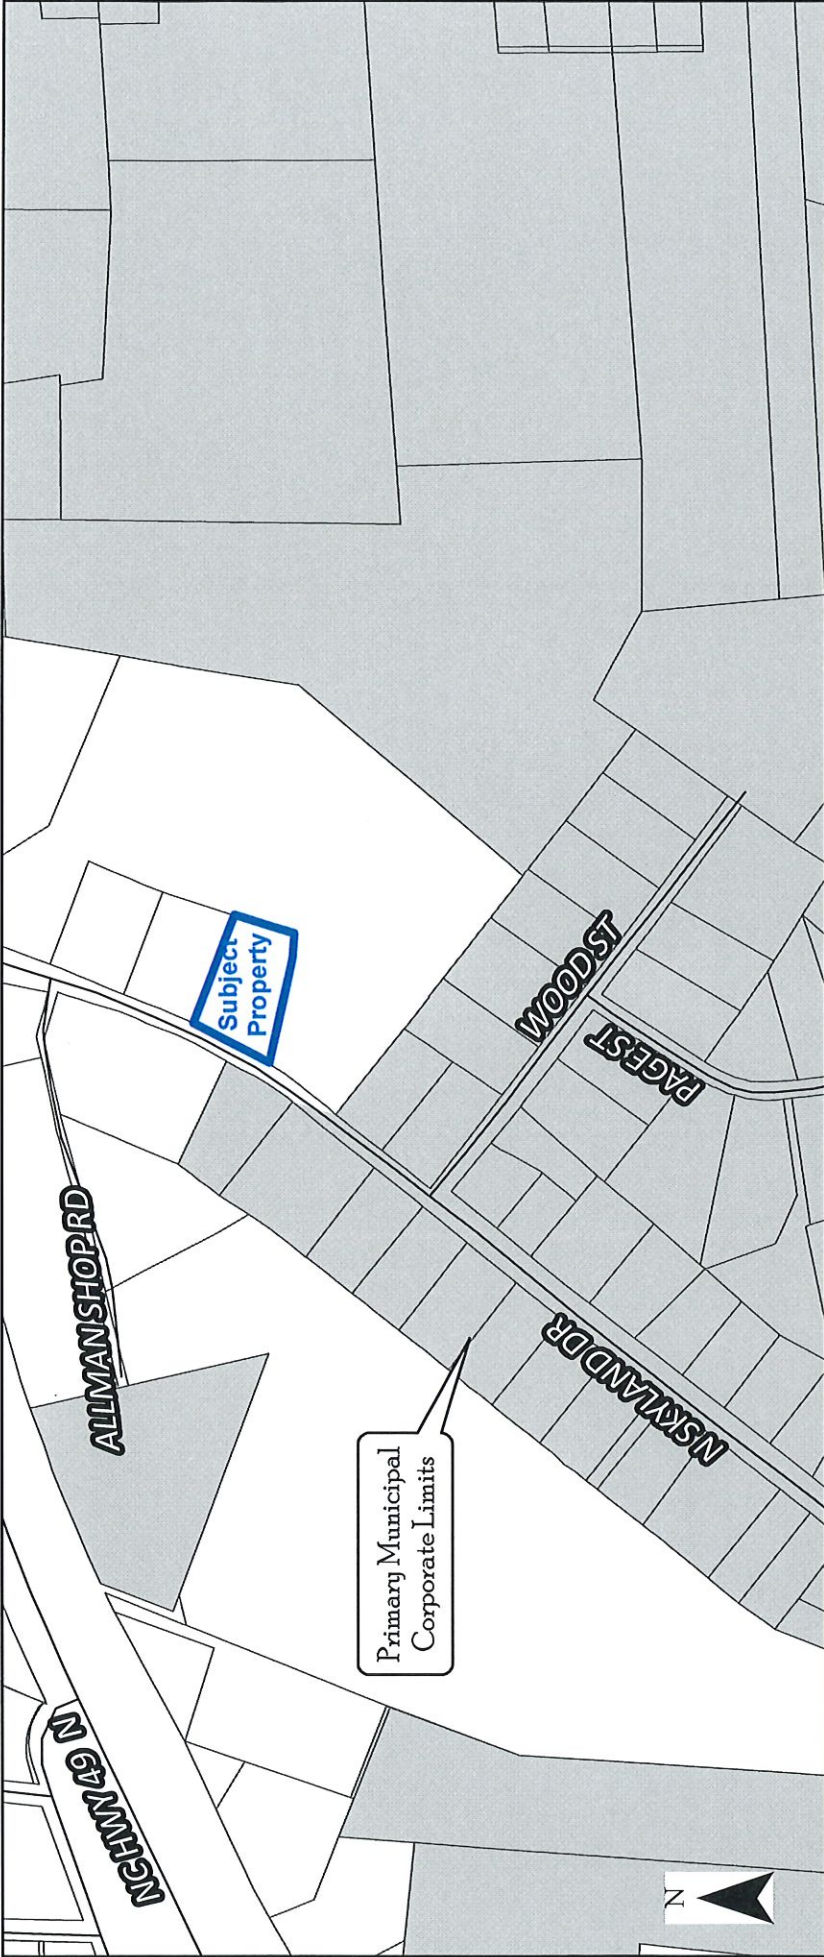 NC HWY 49 N
ALLMAN SHOP RD
Primary Municipal
Corporate Limits
Subject
Property
N SKYLAND DR
WOOD ST
PAGE ST
N